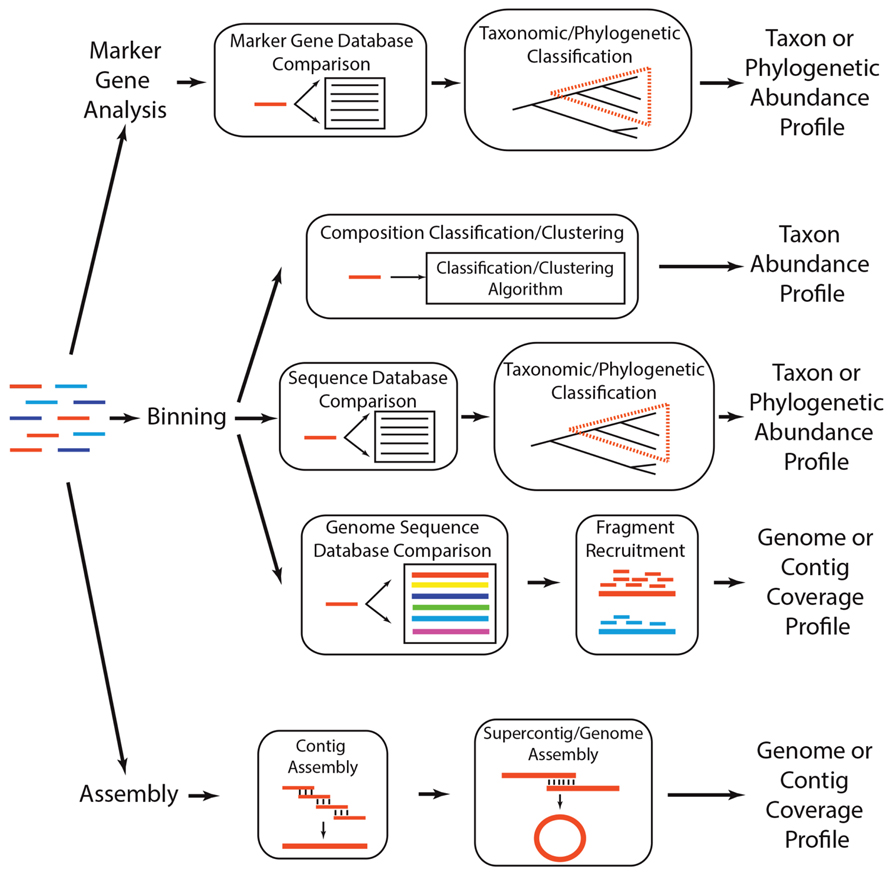 Marker
Gene
Analysis
Marker Gene Database
Comparison
Taxonomic/Phylogenetic
Classification
Taxon or
Phylogenetic
Abundance
Profile
Composition Classification/Clustering
Classification/Clustering
Algorithm
Taxon
Abundance
Profile
Binning
Sequence Database
Comparison
Taxonomic/Phylogenetic
Classification
Taxon or
Phylogenetic
Abundance
Profile
Genome Sequence
Database Comparison
Fragment
Recruitment
Genome or
Contig
Coverage
Profile
Assembly
Contig
Assembly
Supercontig/Genome
Assembly
Genome or
Contig
Coverage
Profile